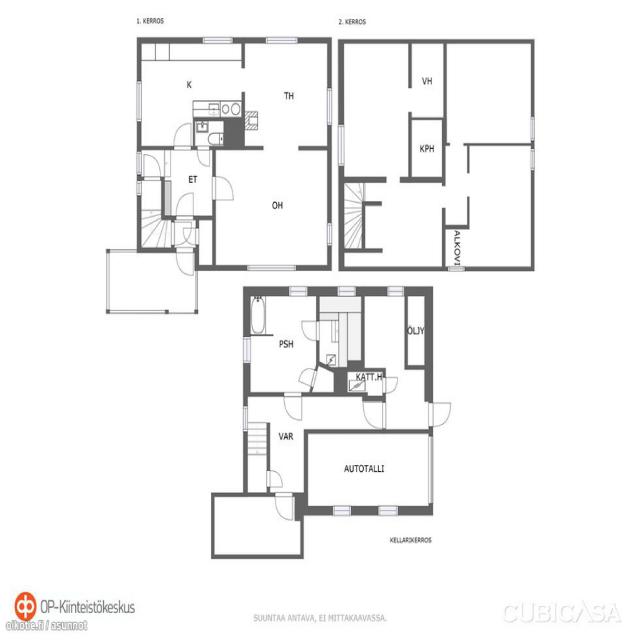 1. KERROS
2. KERROS
K
TH
VH
KPH
ET
OH
ALKOVI
ÖLJY
PSH
KATT.H
VAR
AUTOTALLI
KELLARIKERROS
OP-Kiinteistökeskus
oikotie.fi / asunnot
SUUNTAA ANTAVA, EI MITTAKAAVASSA.
CUBICASA